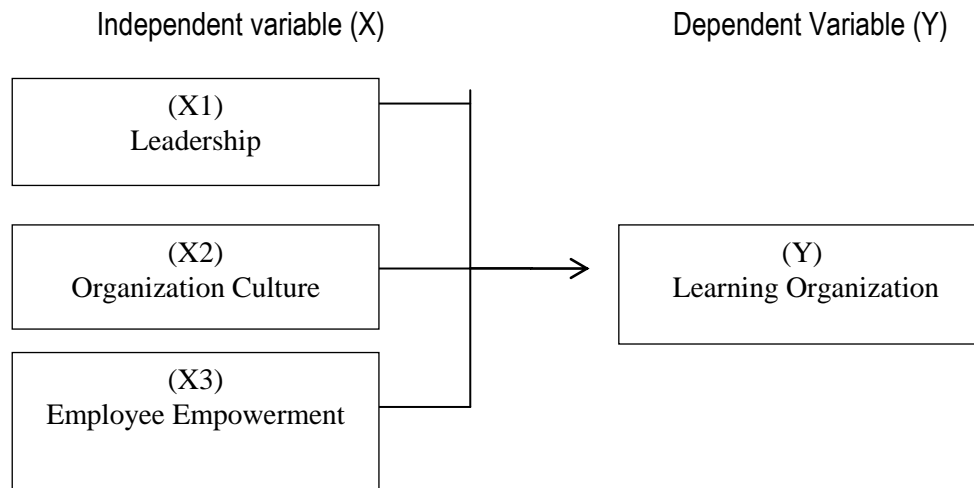 Independent variable (X)
Dependent Variable (Y)
(X1)
Leadership
(X2)
Organization Culture
(X3)
Employee Empowerment
(Y)
Learning Organization